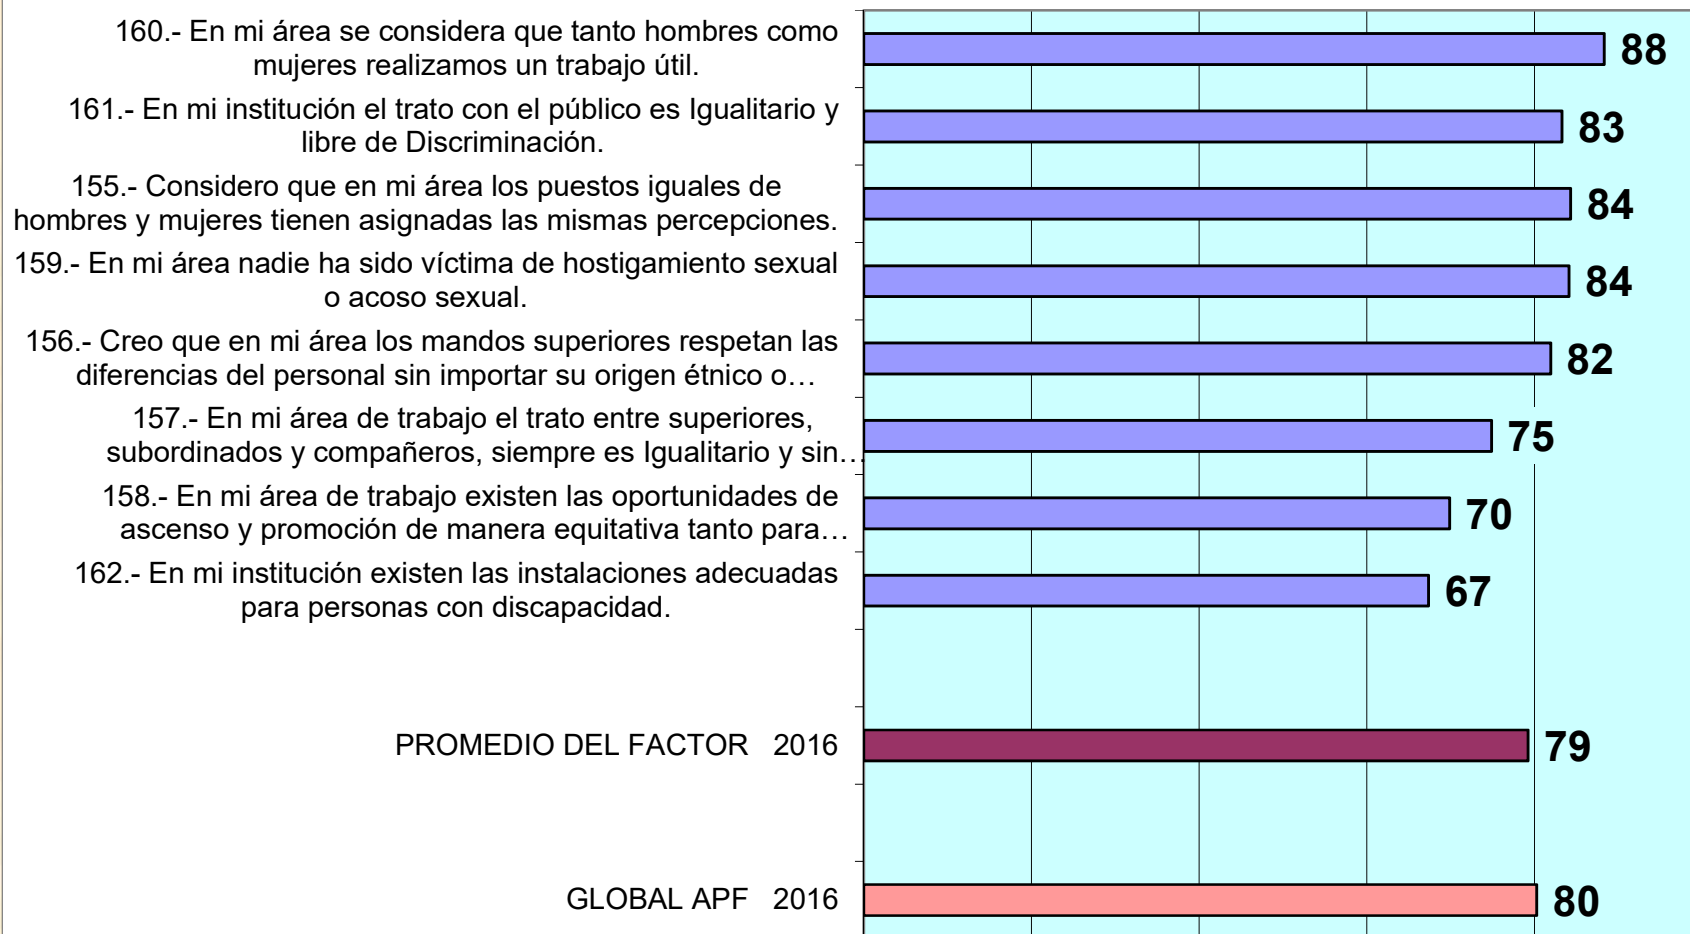 160.- En mi área se considera que tanto hombres como
mujeres realizamos un trabajo útil.
88
161.- En mi institución el trato con el público es Igualitario y
libre de Discriminación.
83
155.- Considero que en mi área los puestos iguales de
hombres y mujeres tienen asignadas las mismas percepciones.
84
159.- En mi área nadie ha sido víctima de hostigamiento sexual
o acoso sexual.
84
156.- Creo que en mi área los mandos superiores respetan las
diferencias del personal sin importar su origen étnico o…
82
157.- En mi área de trabajo el trato entre superiores,
subordinados y compañeros, siempre es Igualitario y sin…
75
158.- En mi área de trabajo existen las oportunidades de
ascenso y promoción de manera equitativa tanto para…
70
162.- En mi institución existen las instalaciones adecuadas
para personas con discapacidad.
67
PROMEDIO DEL FACTOR 2016
79
GLOBAL APF 2016
80